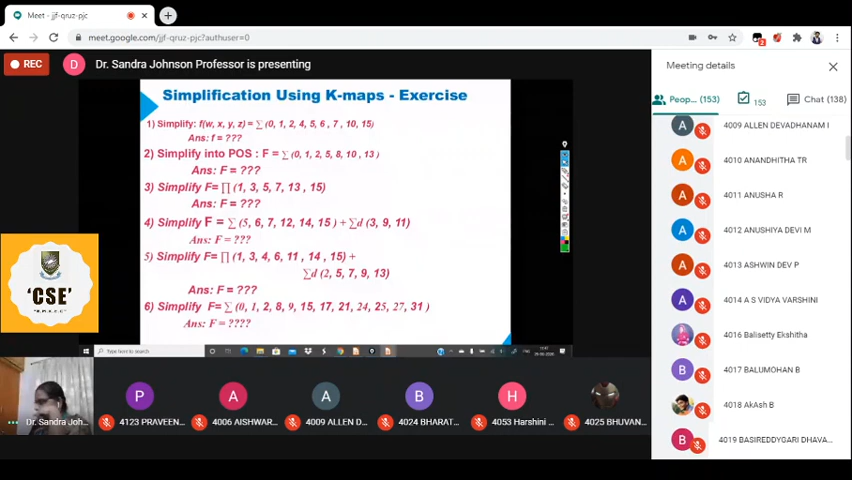 Meet - jjf-qruz-pjc
meet.google.com/jjf-qruz-pjc?authuser=0
2
REC
D
Dr. Sandra Johnson Professor is presenting
Simplification Using K-maps - Exercise
1) Simplify: f(w, x, y, z) = ∑ (0, 1, 2, 4, 5, 6 , 7 , 10, 15)
Ans: f = ???
2) Simplify into POS : F = ∑ (0, 1, 2, 5, 8, 10 , 13 )
Ans: F = ???
3) Simplify F= ∏ (1, 3, 5, 7, 13 , 15)
Ans: F = ???
4) Simplify F = ∑ (5, 6, 7, 12, 14, 15 ) + ∑d (3, 9, 11)
Ans: F = ???
5) Simplify F= ∏ (1, 3, 4, 6, 11 , 14 , 15) +
∑d (2, 5, 7, 9, 13)
Ans: F = ???
6) Simplify F= ∑ (0, 1, 2, 8, 9, 15, 17, 21, 24, 25, 27, 31 )
Ans: F = ????
'CSE'
Type here to search
Dr. Sandra Joh...
P
4123 PRAVEEN...
A
4006 AISHWAR...
A
4009 ALLEN D...
B
4024 BHARAT...
H
4053 Harshini ...
4025 BHUVAN...
Meeting details
Peop... (153)
153
Chat (138)
A
4009 ALLEN DEVADHANAM I
A
4010 ANANDHITHA TR
A
4011 ANUSHA R
A
4012 ANUSHIYA DEVI M
A
4013 ASHWIN DEV P
A
4014 A S VIDYA VARSHINI
4016 Balisetty Ekshitha
B
4017 BALUMOHAN B
4018 AkAsh B
B
4019 BASIREDDYGARI DHAVA...